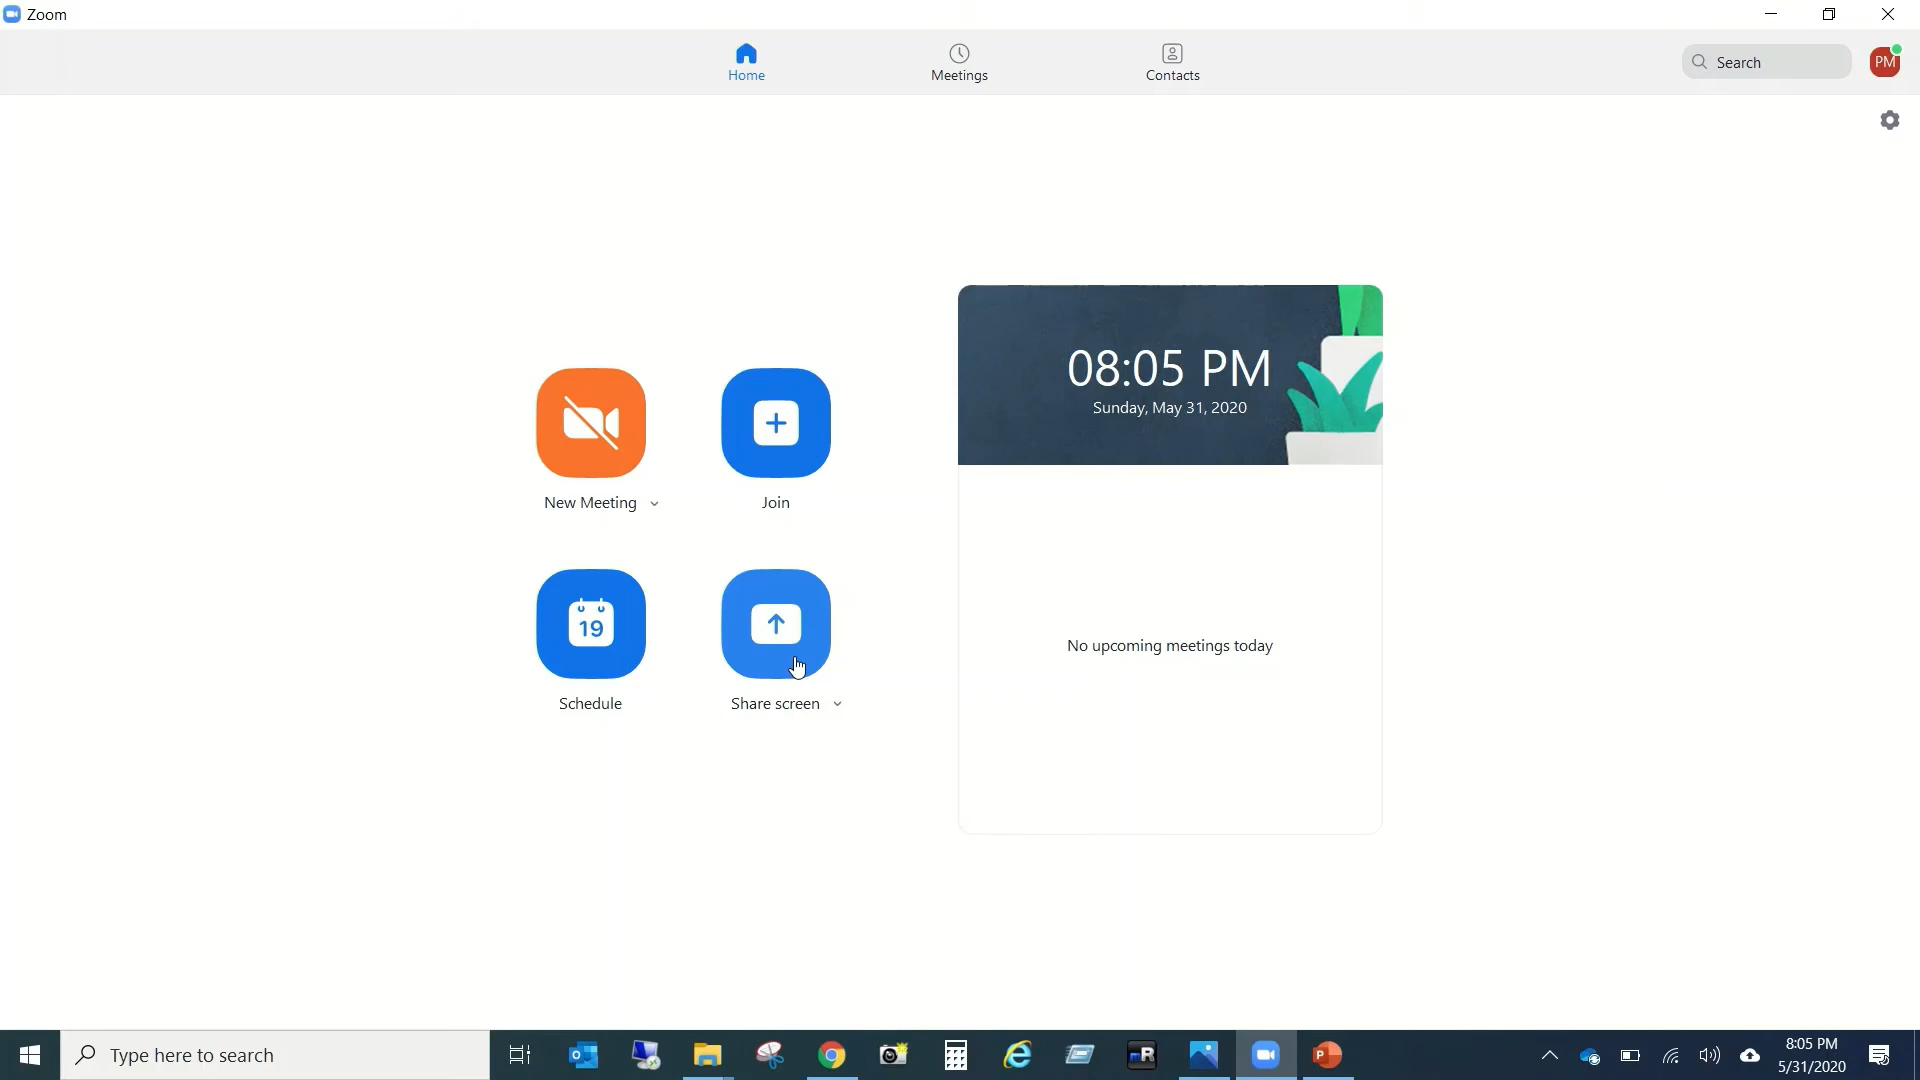 Zoom
Home
Meetings
Contacts
Search
PM
08:05 PM
Sunday, May 31, 2020
New Meeting
Join
19
Schedule
Share screen
No upcoming meetings today
Type here to search
R
P
8:05 PM
5/31/2020